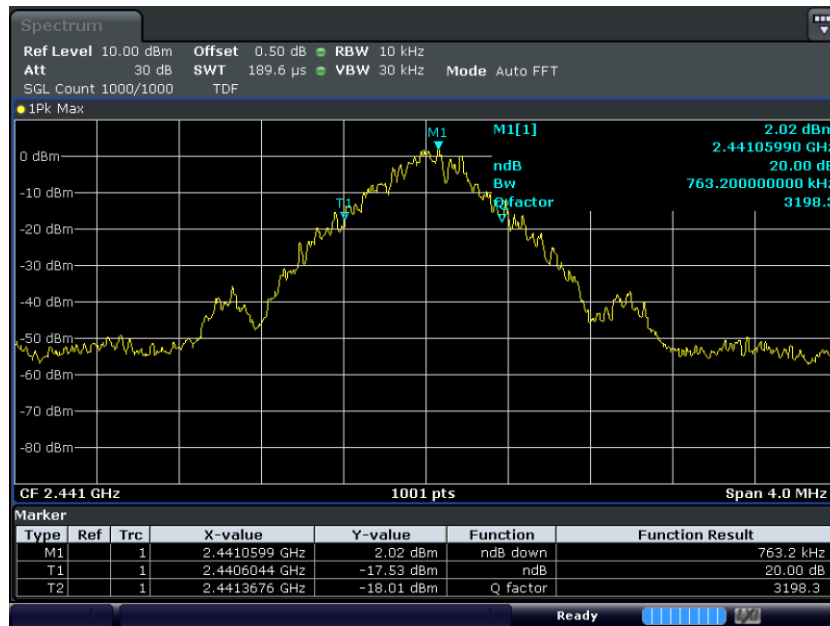 Spectrum
Ref Level 10.00 dBm Offset 0.50 dB RBW 10 kHz
Att 30 dB SWT 189.6 µs VBW 30 kHz Mode Auto FFT
SGL Count 1000/1000 TDF
1Pk Max
M1 M1[1] 2.02 dBm
2.44105990 GHz
0 dBm
ndB 20.00 dB
Bw 763.200000000 kHz
-10 dBm
T1 Q factor 3198.3
-20 dBm
-30 dBm
-40 dBm
-50 dBm
-60 dBm
-70 dBm
-80 dBm
CF 2.441 GHz 1001 pts Span 4.0 MHz
Marker
Type Ref Trc X-value Y-value Function Function Result
M1 1 2.4410599 GHz 2.02 dBm ndB down 763.2 kHz
T1 1 2.4406044 GHz -17.53 dBm ndB 20.00 dB
T2 1 2.4413676 GHz -18.01 dBm Q factor 3198.3
Ready